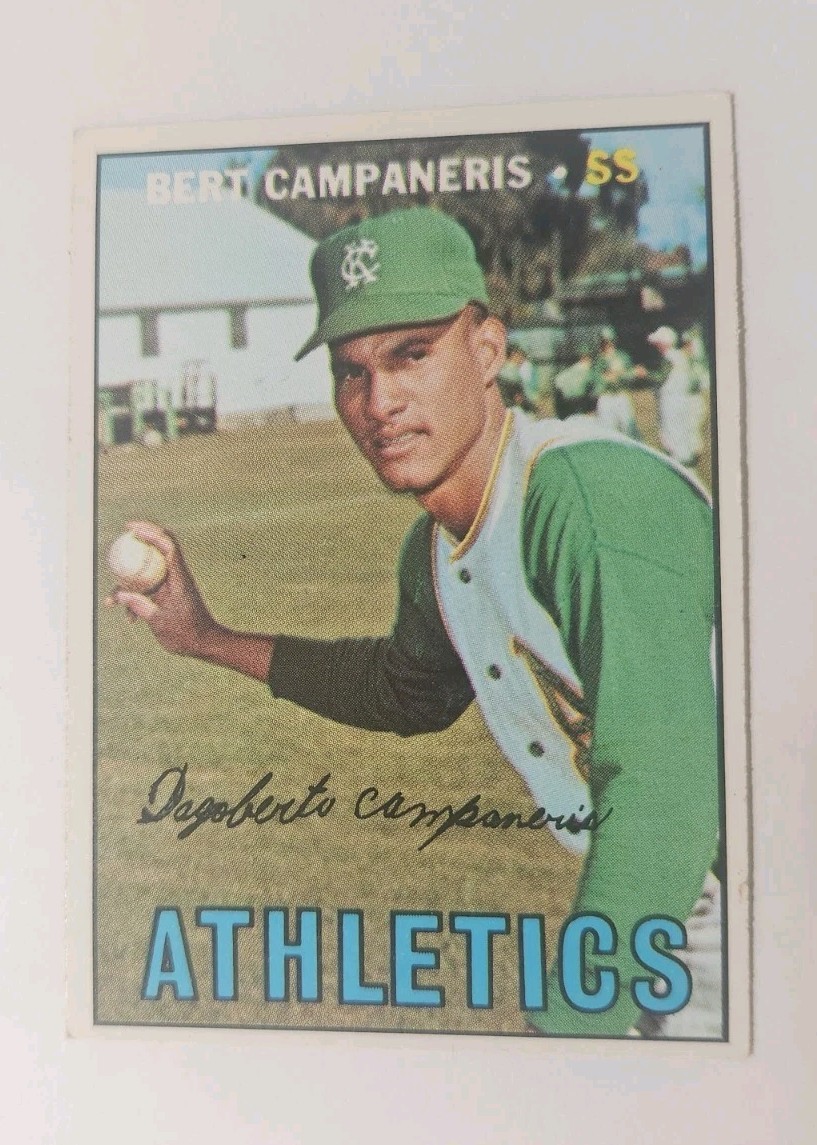 BERT CAMPANERIS • SS
KC
Dagoberto Campaneris
ATHLETICS